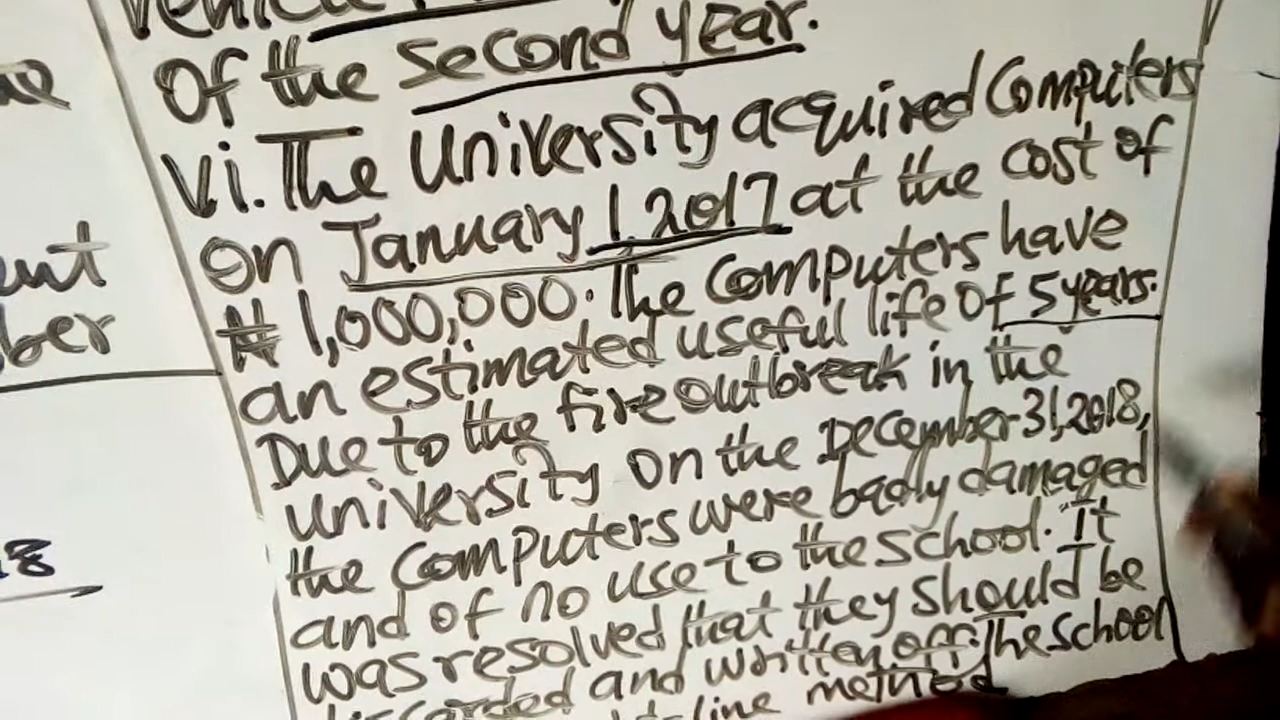 Of the second year.
vi. The University acquired Computers
on January 1, 2017 at the cost of
₦ 1,000,000. The Computers have
an estimated useful life of 5 years.
Due to the fire outbreak in the
University on the December 31, 2018,
the Computers were badly damaged
and of no use to the school. It
was resolved that they should be
and written off. The School
line method
ber